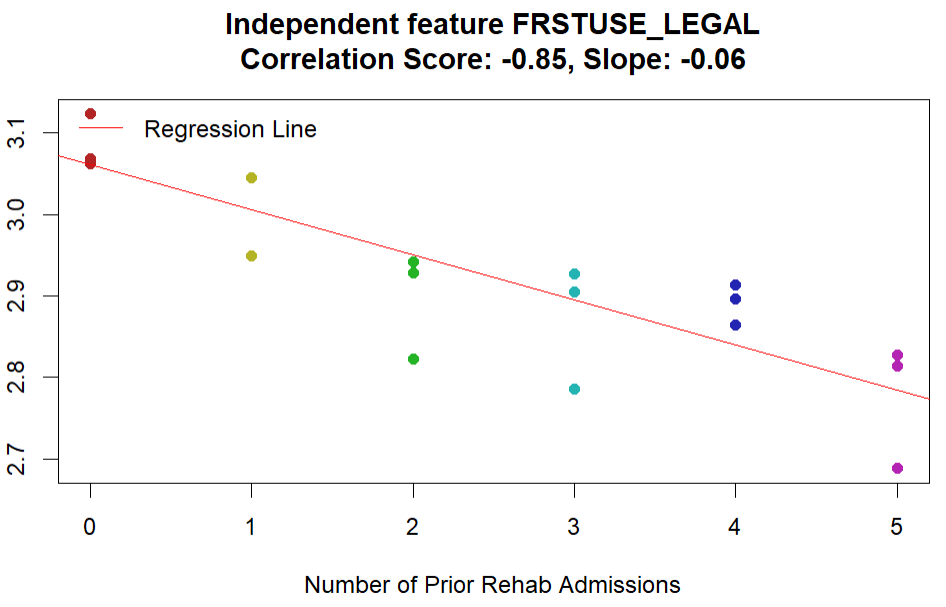 Independent feature FRSTUSE_LEGAL
Correlation Score: -0.85, Slope: -0.06
Regression Line
3.1
3.0
2.9
2.8
2.7
0 1 2 3 4 5
Number of Prior Rehab Admissions